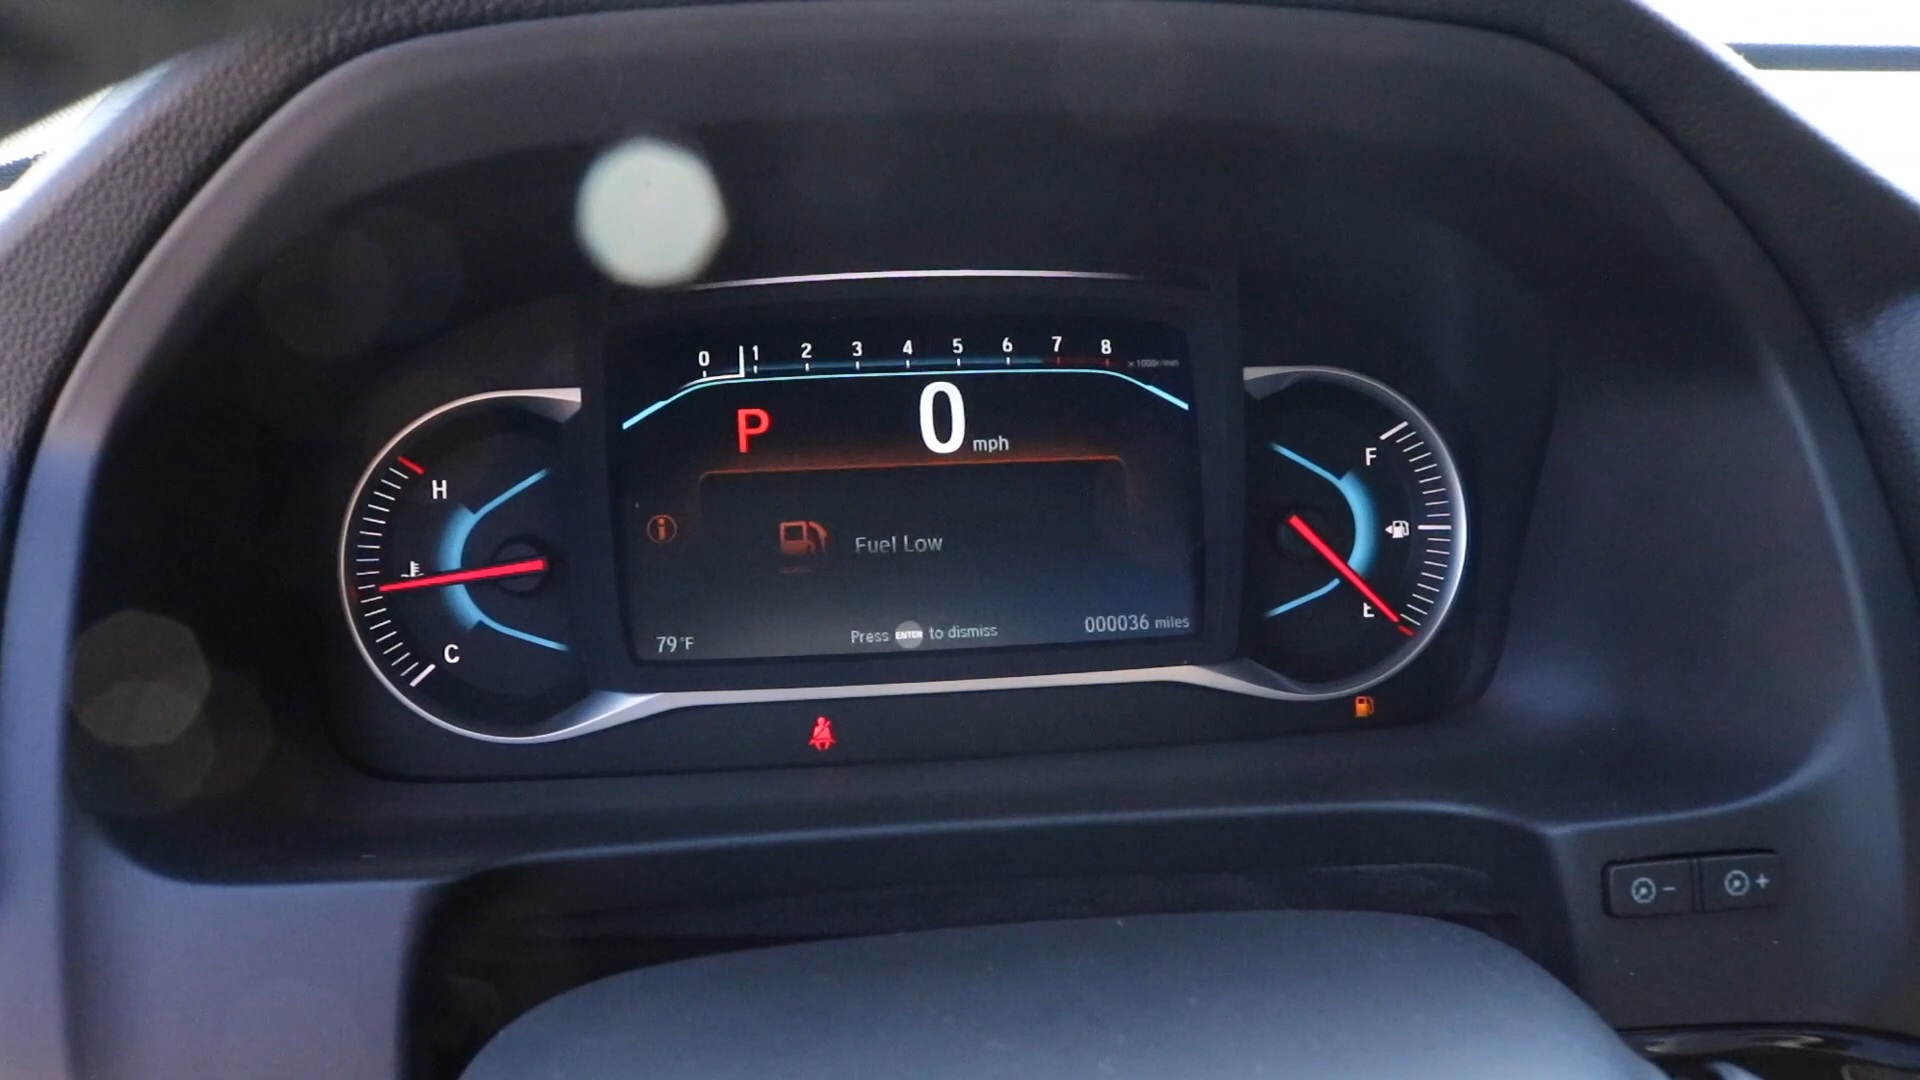 0 1 2 3 4 5 6 7 8 x1000r/min
P 0 mph
H
F
Fuel Low
C
E
79°F
Press ENTER to dismiss
000036 miles
- +